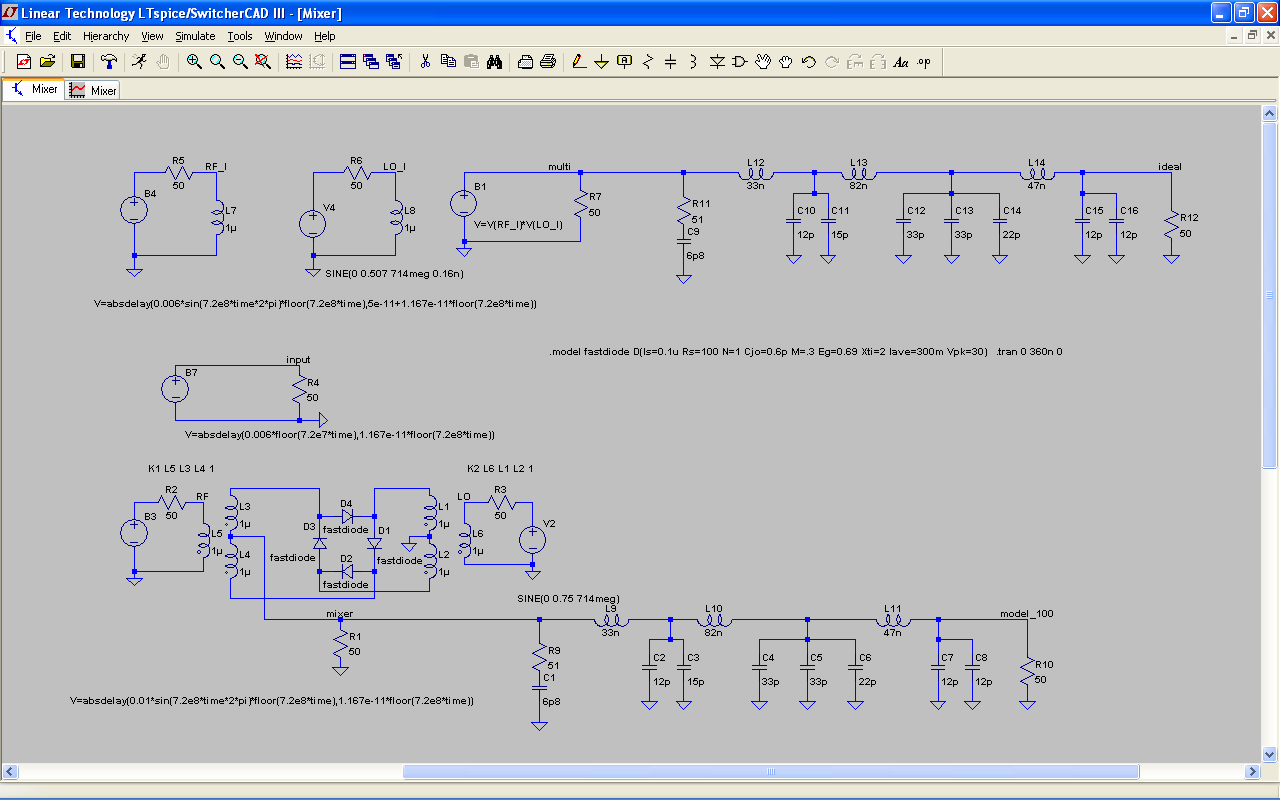 Linear Technology LTspice/SwitcherCAD III - [Mixer]
File Edit Hierarchy View Simulate Tools Window Help
Aa .op
Mixer Mixer
R5 RF_I
50
B4
L7
1µ
R6 LO_I
50
V4
L8
1µ
SINE(0 0.507 714meg 0.16n)
multi
B1
R7
50
V=V(RF_I)*V(LO_I)
R11
51
C9
6p8
L12
33n
L13
82n
L14
47n
ideal
C10
12p
C11
15p
C12
33p
C13
33p
C14
22p
C15
12p
C16
12p
R12
50
V=absdelay(0.006*sin(7.2e8*time*2*pi)*floor(7.2e8*time),5e-11+1.167e-11*floor(7.2e8*time))
.model fastdiode D(Is=0.1u Rs=100 N=1 Cjo=0.6p M=.3 Eg=0.69 Xti=2 Iave=300m Vpk=30) .tran 0 360n 0
input
B7
R4
50
V=absdelay(0.006*floor(7.2e7*time),1.167e-11*floor(7.2e8*time))
K1 L5 L3 L4 1
K2 L6 L1 L2 1
R2 RF
50
B3
L5
1µ
L3
1µ
L4
1µ
D4
fastdiode
D3
fastdiode
D1
fastdiode
D2
fastdiode
L1
1µ
L2
1µ
LO R3
50
L6
1µ
V2
SINE(0 0.75 714meg)
mixer
R1
50
R9
51
C1
6p8
L9
33n
L10
82n
L11
47n
model_100
C2
12p
C3
15p
C4
33p
C5
33p
C6
22p
C7
12p
C8
12p
R10
50
V=absdelay(0.01*sin(7.2e8*time*2*pi)*floor(7.2e8*time),1.167e-11*floor(7.2e8*time))